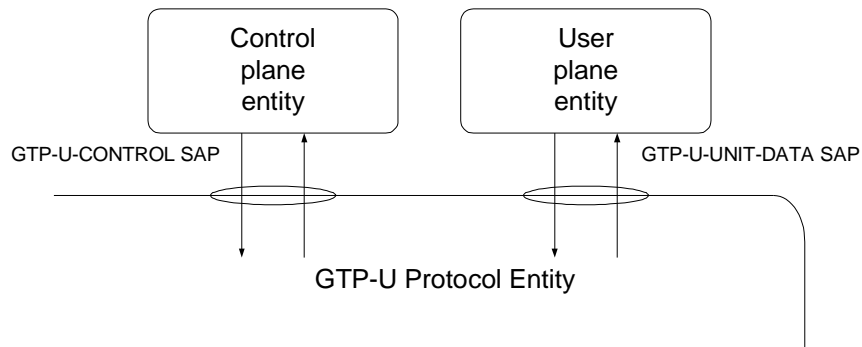 Control
plane
entity
User
plane
entity
GTP-U-CONTROL SAP
GTP-U-UNIT-DATA SAP
GTP-U Protocol Entity